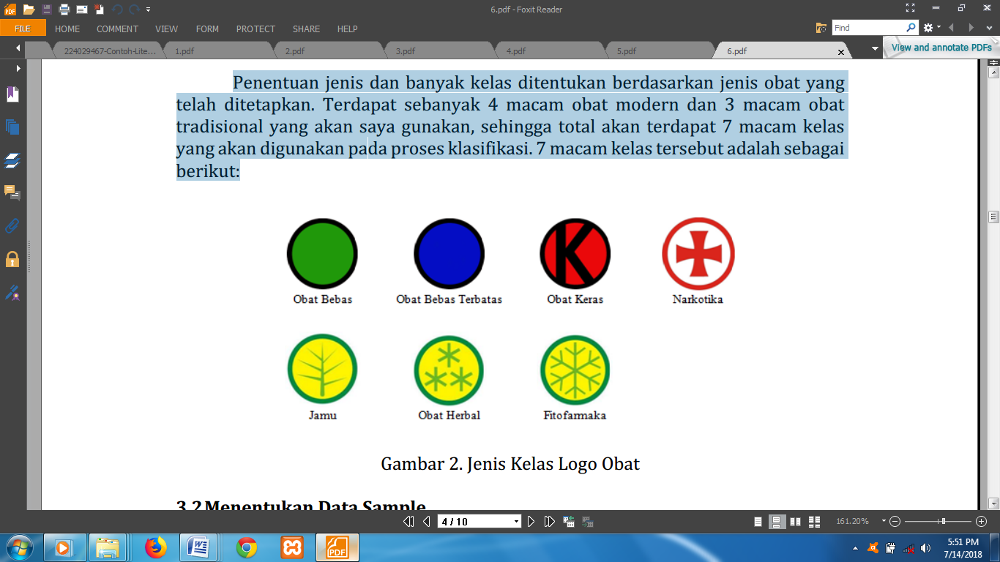 6.pdf - Foxit Reader
FILE HOME COMMENT VIEW FORM PROTECT SHARE HELP
Find
224029467-Contoh-Lite... 1.pdf 2.pdf 3.pdf 4.pdf 5.pdf 6.pdf
View and annotate PDFs
Penentuan jenis dan banyak kelas ditentukan berdasarkan jenis obat yang
telah ditetapkan. Terdapat sebanyak 4 macam obat modern dan 3 macam obat
tradisional yang akan saya gunakan, sehingga total akan terdapat 7 macam kelas
yang akan digunakan pada proses klasifikasi. 7 macam kelas tersebut adalah sebagai
berikut:
K
Obat Bebas Obat Bebas Terbatas Obat Keras Narkotika
Jamu Obat Herbal Fitofarmaka
Gambar 2. Jenis Kelas Logo Obat
3.2 Menentukan Data Sample
4 / 10
161.20%
PDF
5:51 PM
7/14/2018